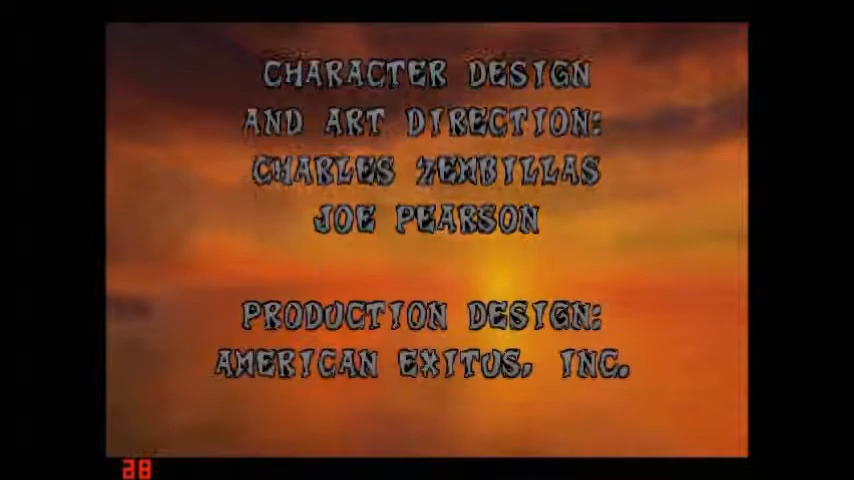 CHARACTER DESIGN
AND ART DIRECTION:
CHARLES ZEMBILLAS
JOE PEARSON
PRODUCTION DESIGN:
AMERICAN EXITUS, INC.
28